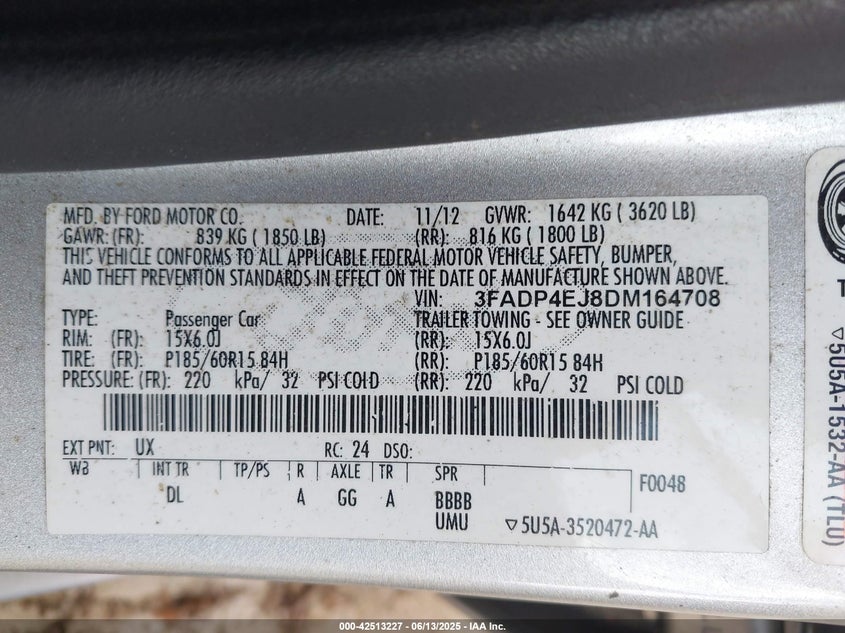 MFD. BY FORD MOTOR CO. DATE: 11/12 GVWR: 1642 KG ( 3620 LB)
GAWR: (FR): 839 KG ( 1850 LB) (RR): 816 KG ( 1800 LB)
THIS VEHICLE CONFORMS TO ALL APPLICABLE FEDERAL MOTOR VEHICLE SAFETY, BUMPER,
AND THEFT PREVENTION STANDARDS IN EFFECT ON THE DATE OF MANUFACTURE SHOWN ABOVE.
VIN: 3FADP4EJ8DM164708
TYPE: Passenger Car TRAILER TOWING - SEE OWNER GUIDE
RIM: (FR): 15X6.0J (RR): 15X6.0J
TIRE: (FR): P185/60R15 84H (RR): P185/60R15 84H
PRESSURE: (FR): 220 kPa/ 32 PSI COLD (RR): 220 kPa/ 32 PSI COLD
EXT PNT: UX RC: 24 DSO:
WB INT TR TP/PS R AXLE TR SPR F0048
DL A GG A BBBB
UMU ▽5U5A-3520472-AA
▽5U5A-1532-AA (TLU)
000-42513227 - 06/13/2025 - IAA Inc.